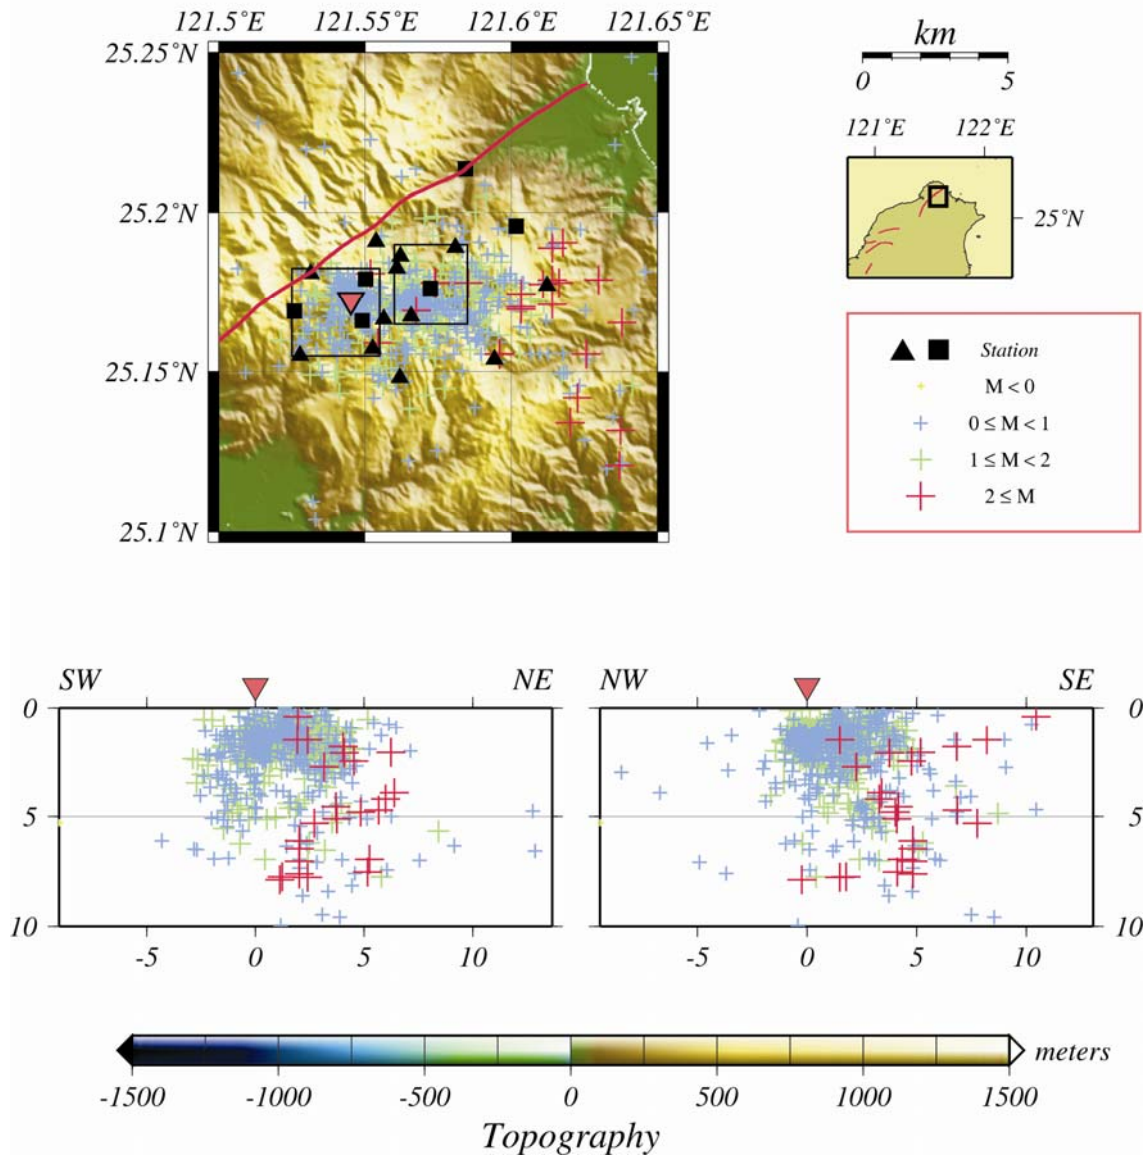 121.5˚E 121.55˚E 121.6˚E 121.65˚E
25.25˚N
25.2˚N
25.15˚N
25.1˚N
km
0 5
121˚E 122˚E
25˚N
Station
M < 0
0 ≤ M < 1
1 ≤ M < 2
2 ≤ M
SW NE
0
5
10
-5 0 5 10
NW SE
0
5
10
-5 0 5 10
meters
-1500 -1000 -500 0 500 1000 1500
Topography